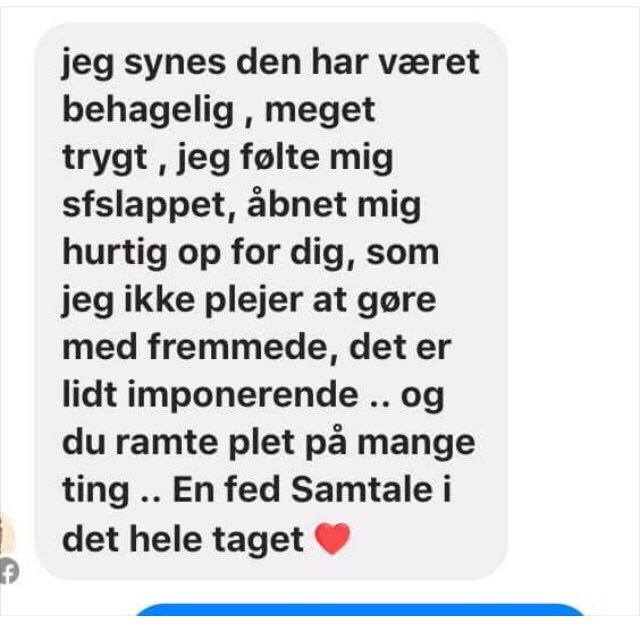 jeg synes den har været
behagelig , meget
trygt , jeg følte mig
sfslappet, åbnet mig
hurtig op for dig, som
jeg ikke plejer at gøre
med fremmede, det er
lidt imponerende .. og
du ramte plet på mange
ting .. En fed Samtale i
det hele taget ❤️